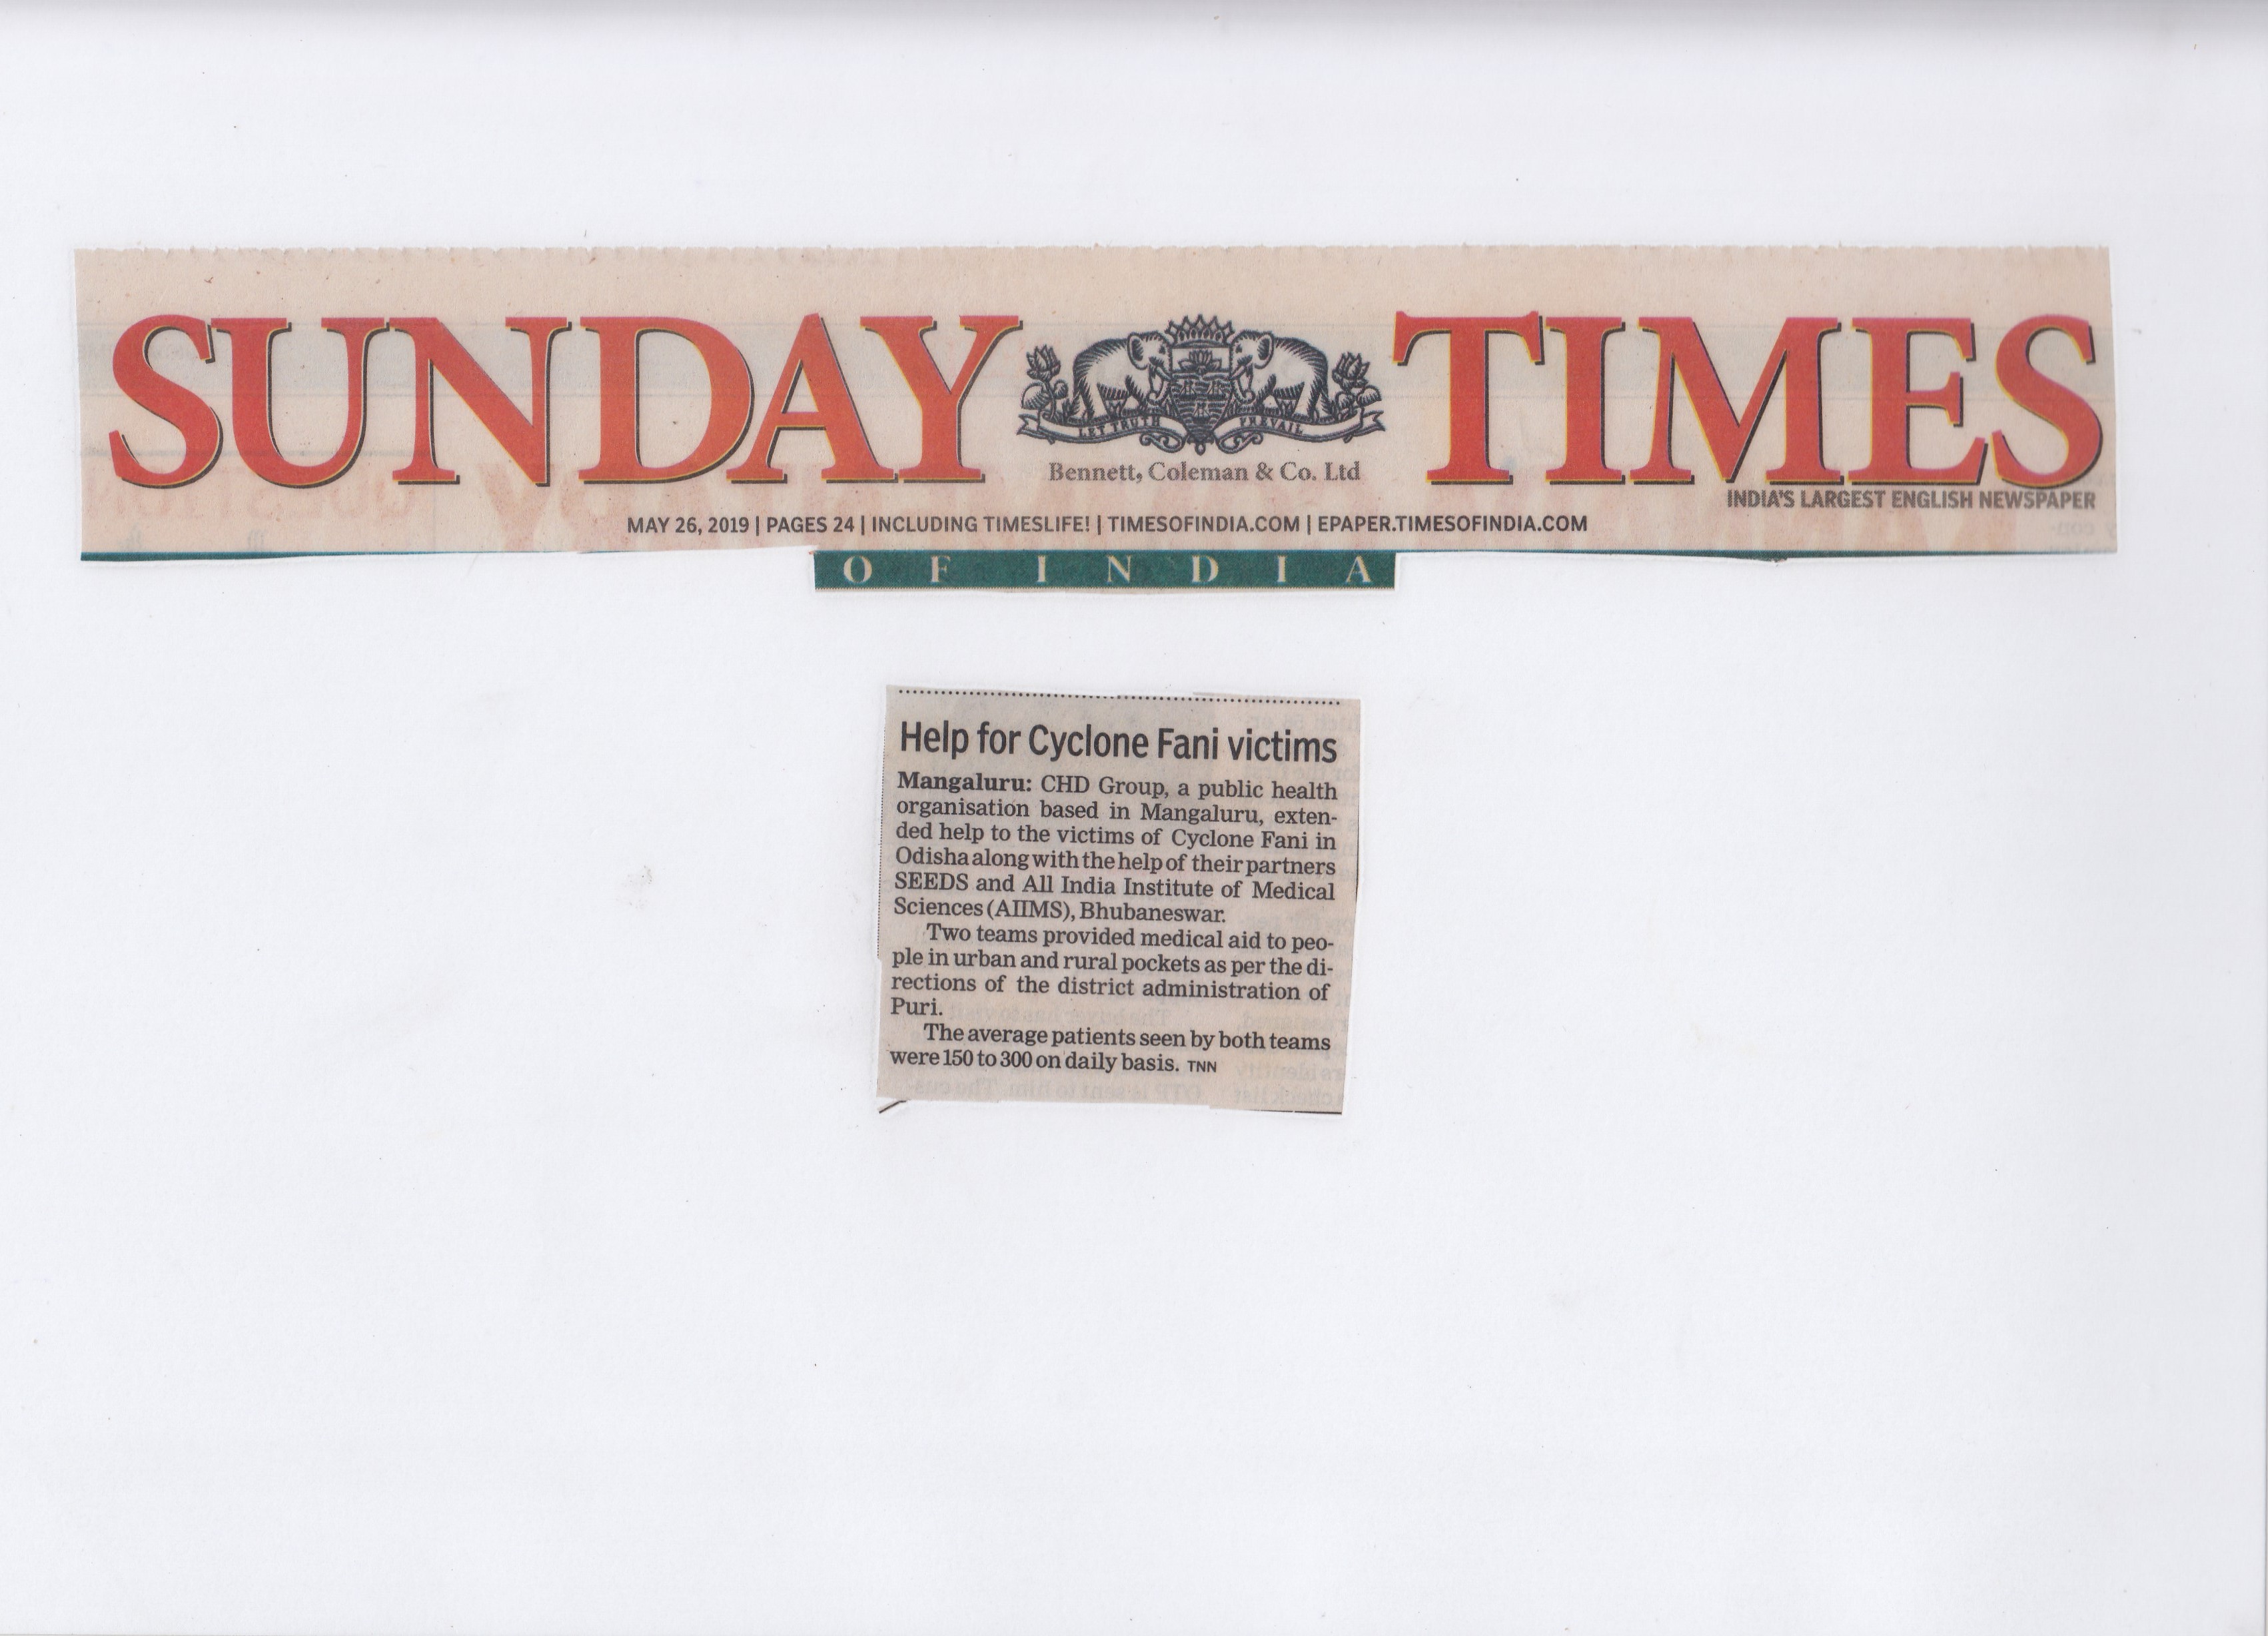 SUNDAY TIMES
LET TRUTH PREVAIL
Bennett, Coleman & Co. Ltd
INDIA'S LARGEST ENGLISH NEWSPAPER
MAY 26, 2019 | PAGES 24 | INCLUDING TIMESLIFE! | TIMESOFINDIA.COM | EPAPER.TIMESOFINDIA.COM
OF INDIA
Help for Cyclone Fani victims
Mangaluru: CHD Group, a public health
organisation based in Mangaluru, exten-
ded help to the victims of Cyclone Fani in
Odisha along with the help of their partners
SEEDS and All India Institute of Medical
Sciences (AIIMS), Bhubaneswar.
Two teams provided medical aid to peo-
ple in urban and rural pockets as per the di-
rections of the district administration of
Puri.
The average patients seen by both teams
were 150 to 300 on daily basis. TNN